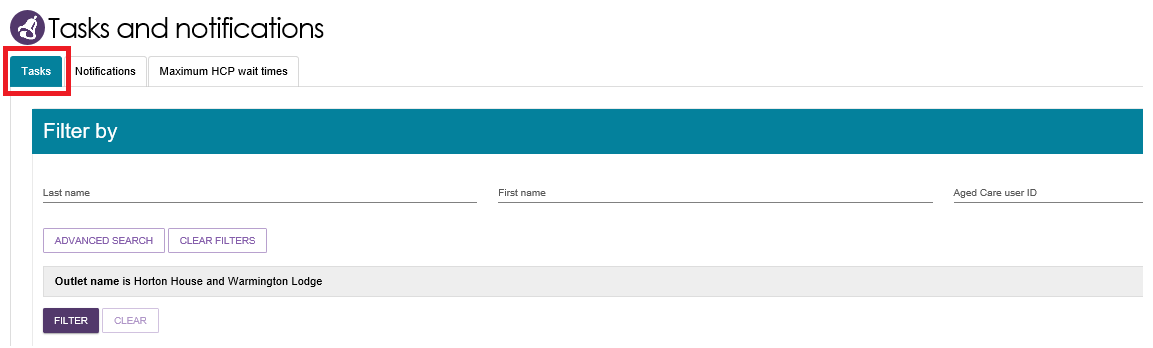 Tasks and notifications
Tasks Notifications Maximum HCP wait times
Filter by
Last name First name Aged Care user ID
ADVANCED SEARCH CLEAR FILTERS
Outlet name is Horton House and Warmington Lodge
FILTER CLEAR